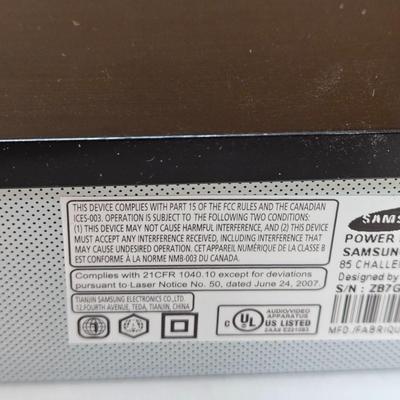 THIS DEVICE COMPLIES WITH PART 15 OF THE FCC RULES AND THE CANADIAN
ICES-003. OPERATION IS SUBJECT TO THE FOLLOWING TWO CONDITIONS:
(1) THIS DEVICE MAY NOT CAUSE HARMFUL INTERFERENCE, AND (2) THIS DEVICE
MUST ACCEPT ANY INTERFERENCE RECEIVED, INCLUDING INTERFERENCE THAT MAY
CAUSE UNDESIRED OPERATION. CET APPAREIL NUMÉRIQUE DE LA CLASSE B
EST CONFORME À LA NORME NMB-003 DU CANADA.
Complies with 21CFR 1040.10 except for deviations
pursuant to Laser Notice No. 50, dated June 24, 2007.
TIANJIN SAMSUNG ELECTRONICS CO., LTD.
12, FOURTH AVENUE, TEDA, TIANJIN, CHINA
C UL US LISTED
AUDIO/VIDEO
APPARATUS
SAMS
POWER
SAMSUNG
85 CHALLE
Designed by
S/N : ZB7G
MFD./FABRIQU